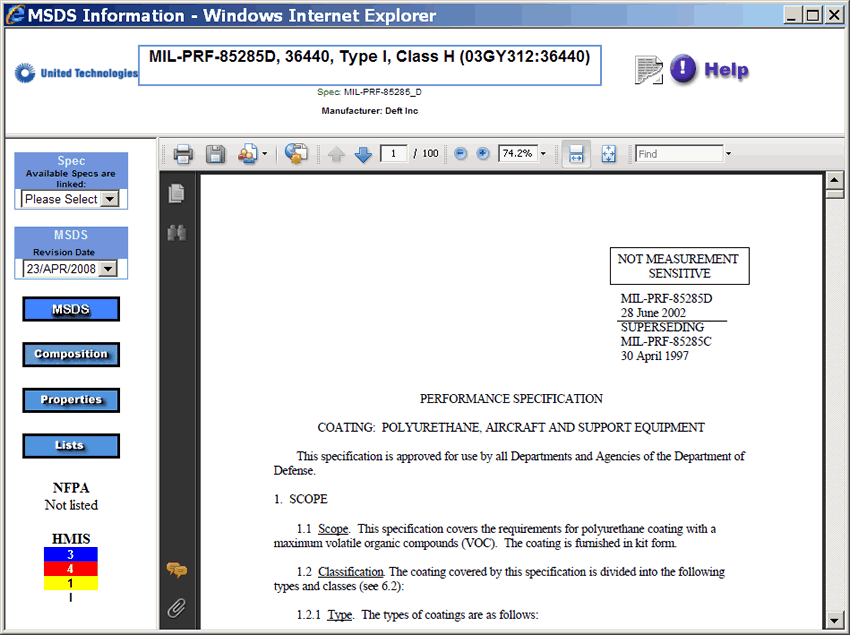 MSDS Information - Windows Internet Explorer
United Technologies
MIL-PRF-85285D, 36440, Type I, Class H (03GY312:36440)
Help
Spec: MIL-PRF-85285_D
Manufacturer: Deft Inc
1 / 100
74.2%
Find
Spec
Available Specs are
linked:
Please Select
MSDS
Revision Date
23/APR/2008
MSDS
Composition
Properties
Lists
NFPA
Not listed
HMIS
3
4
1
I
NOT MEASUREMENT
SENSITIVE
MIL-PRF-85285D
28 June 2002
SUPERSEDING
MIL-PRF-85285C
30 April 1997
PERFORMANCE SPECIFICATION
COATING: POLYURETHANE, AIRCRAFT AND SUPPORT EQUIPMENT
This specification is approved for use by all Departments and Agencies of the Department of
Defense.
1. SCOPE
1.1 Scope. This specification covers the requirements for polyurethane coating with a
maximum volatile organic compounds (VOC). The coating is furnished in kit form.
1.2 Classification. The coating covered by this specification is divided into the following
types and classes (see 6.2):
1.2.1 Type. The types of coatings are as follows: